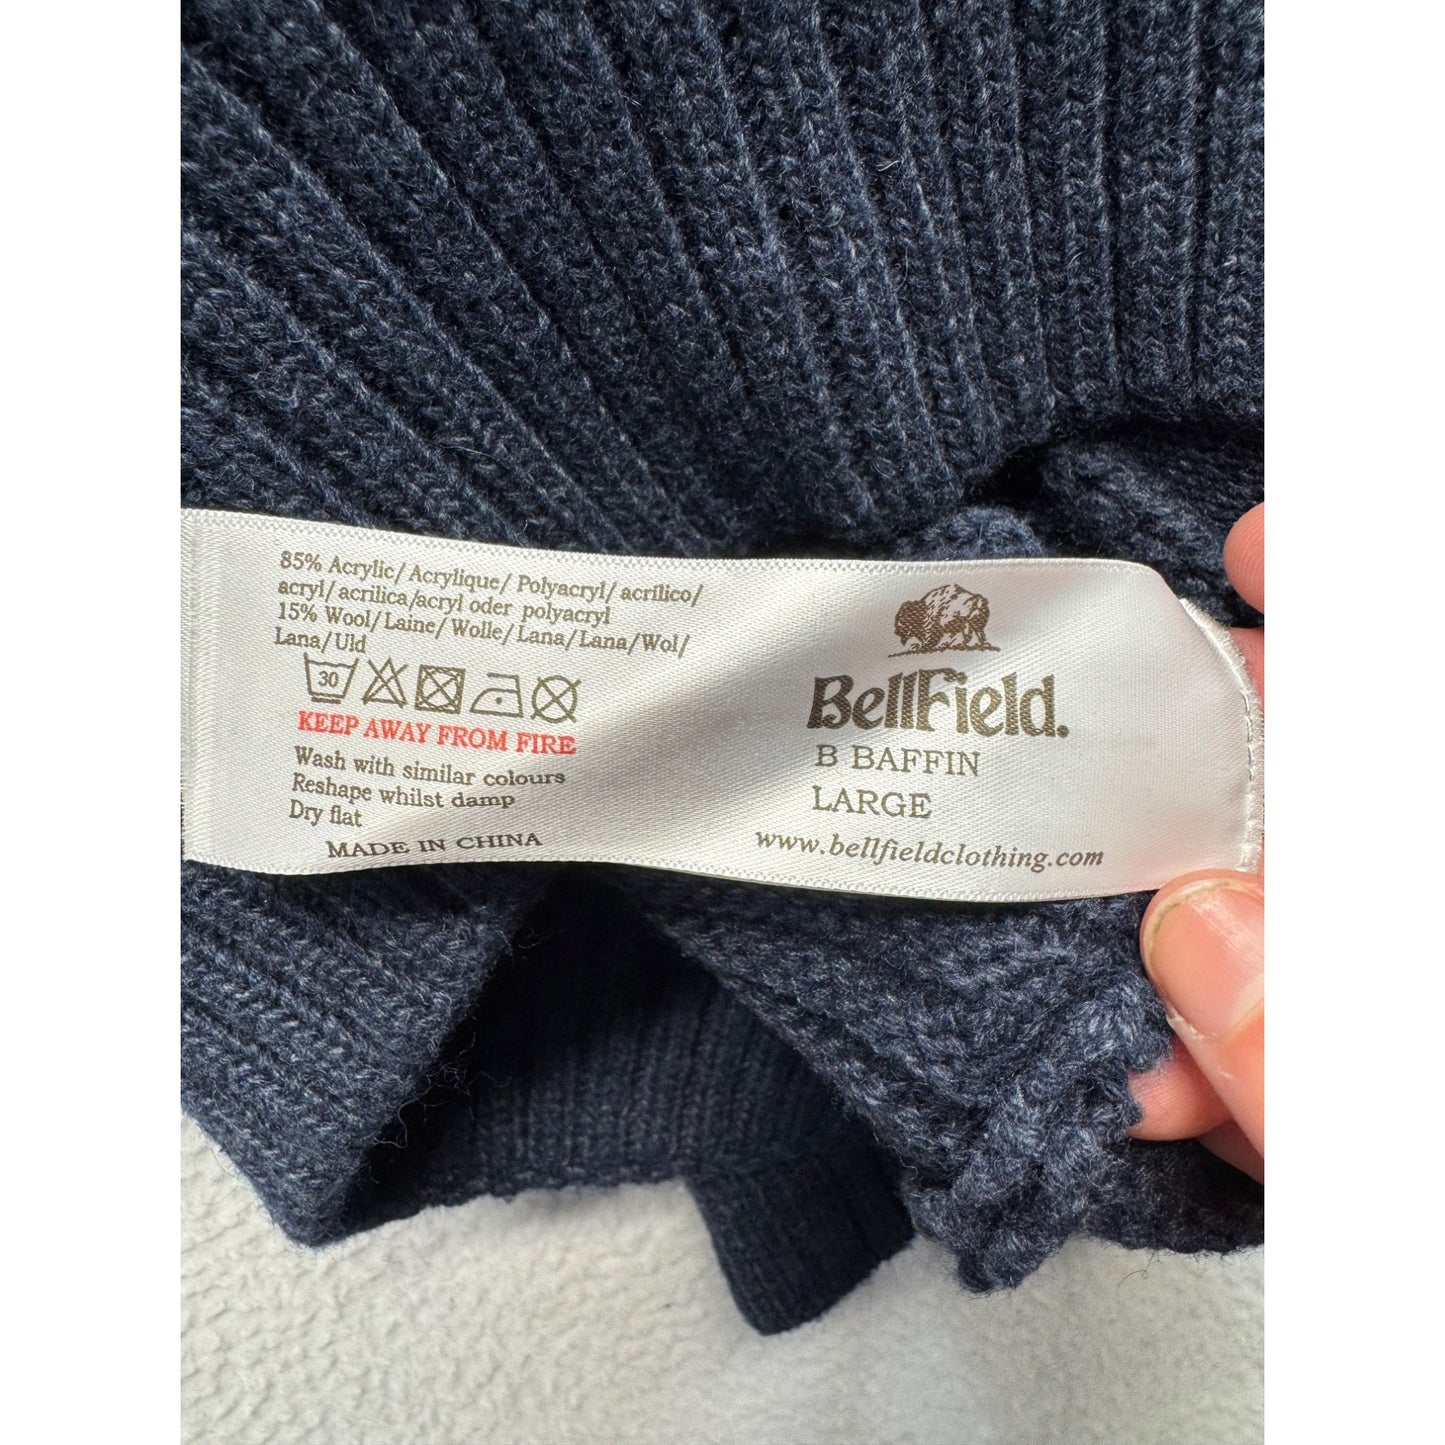 85% Acrylic/Acrylique/Polyacryl/acrílico/
acryl/acrilica/acryl oder polyacryl
15% Wool/Laine/Wolle/Lana/Lana/Wol/
Lana/Uld
30
KEEP AWAY FROM FIRE
Wash with similar colours
Reshape whilst damp
Dry flat
MADE IN CHINA
BellField.
B BAFFIN
LARGE
www.bellfieldclothing.com